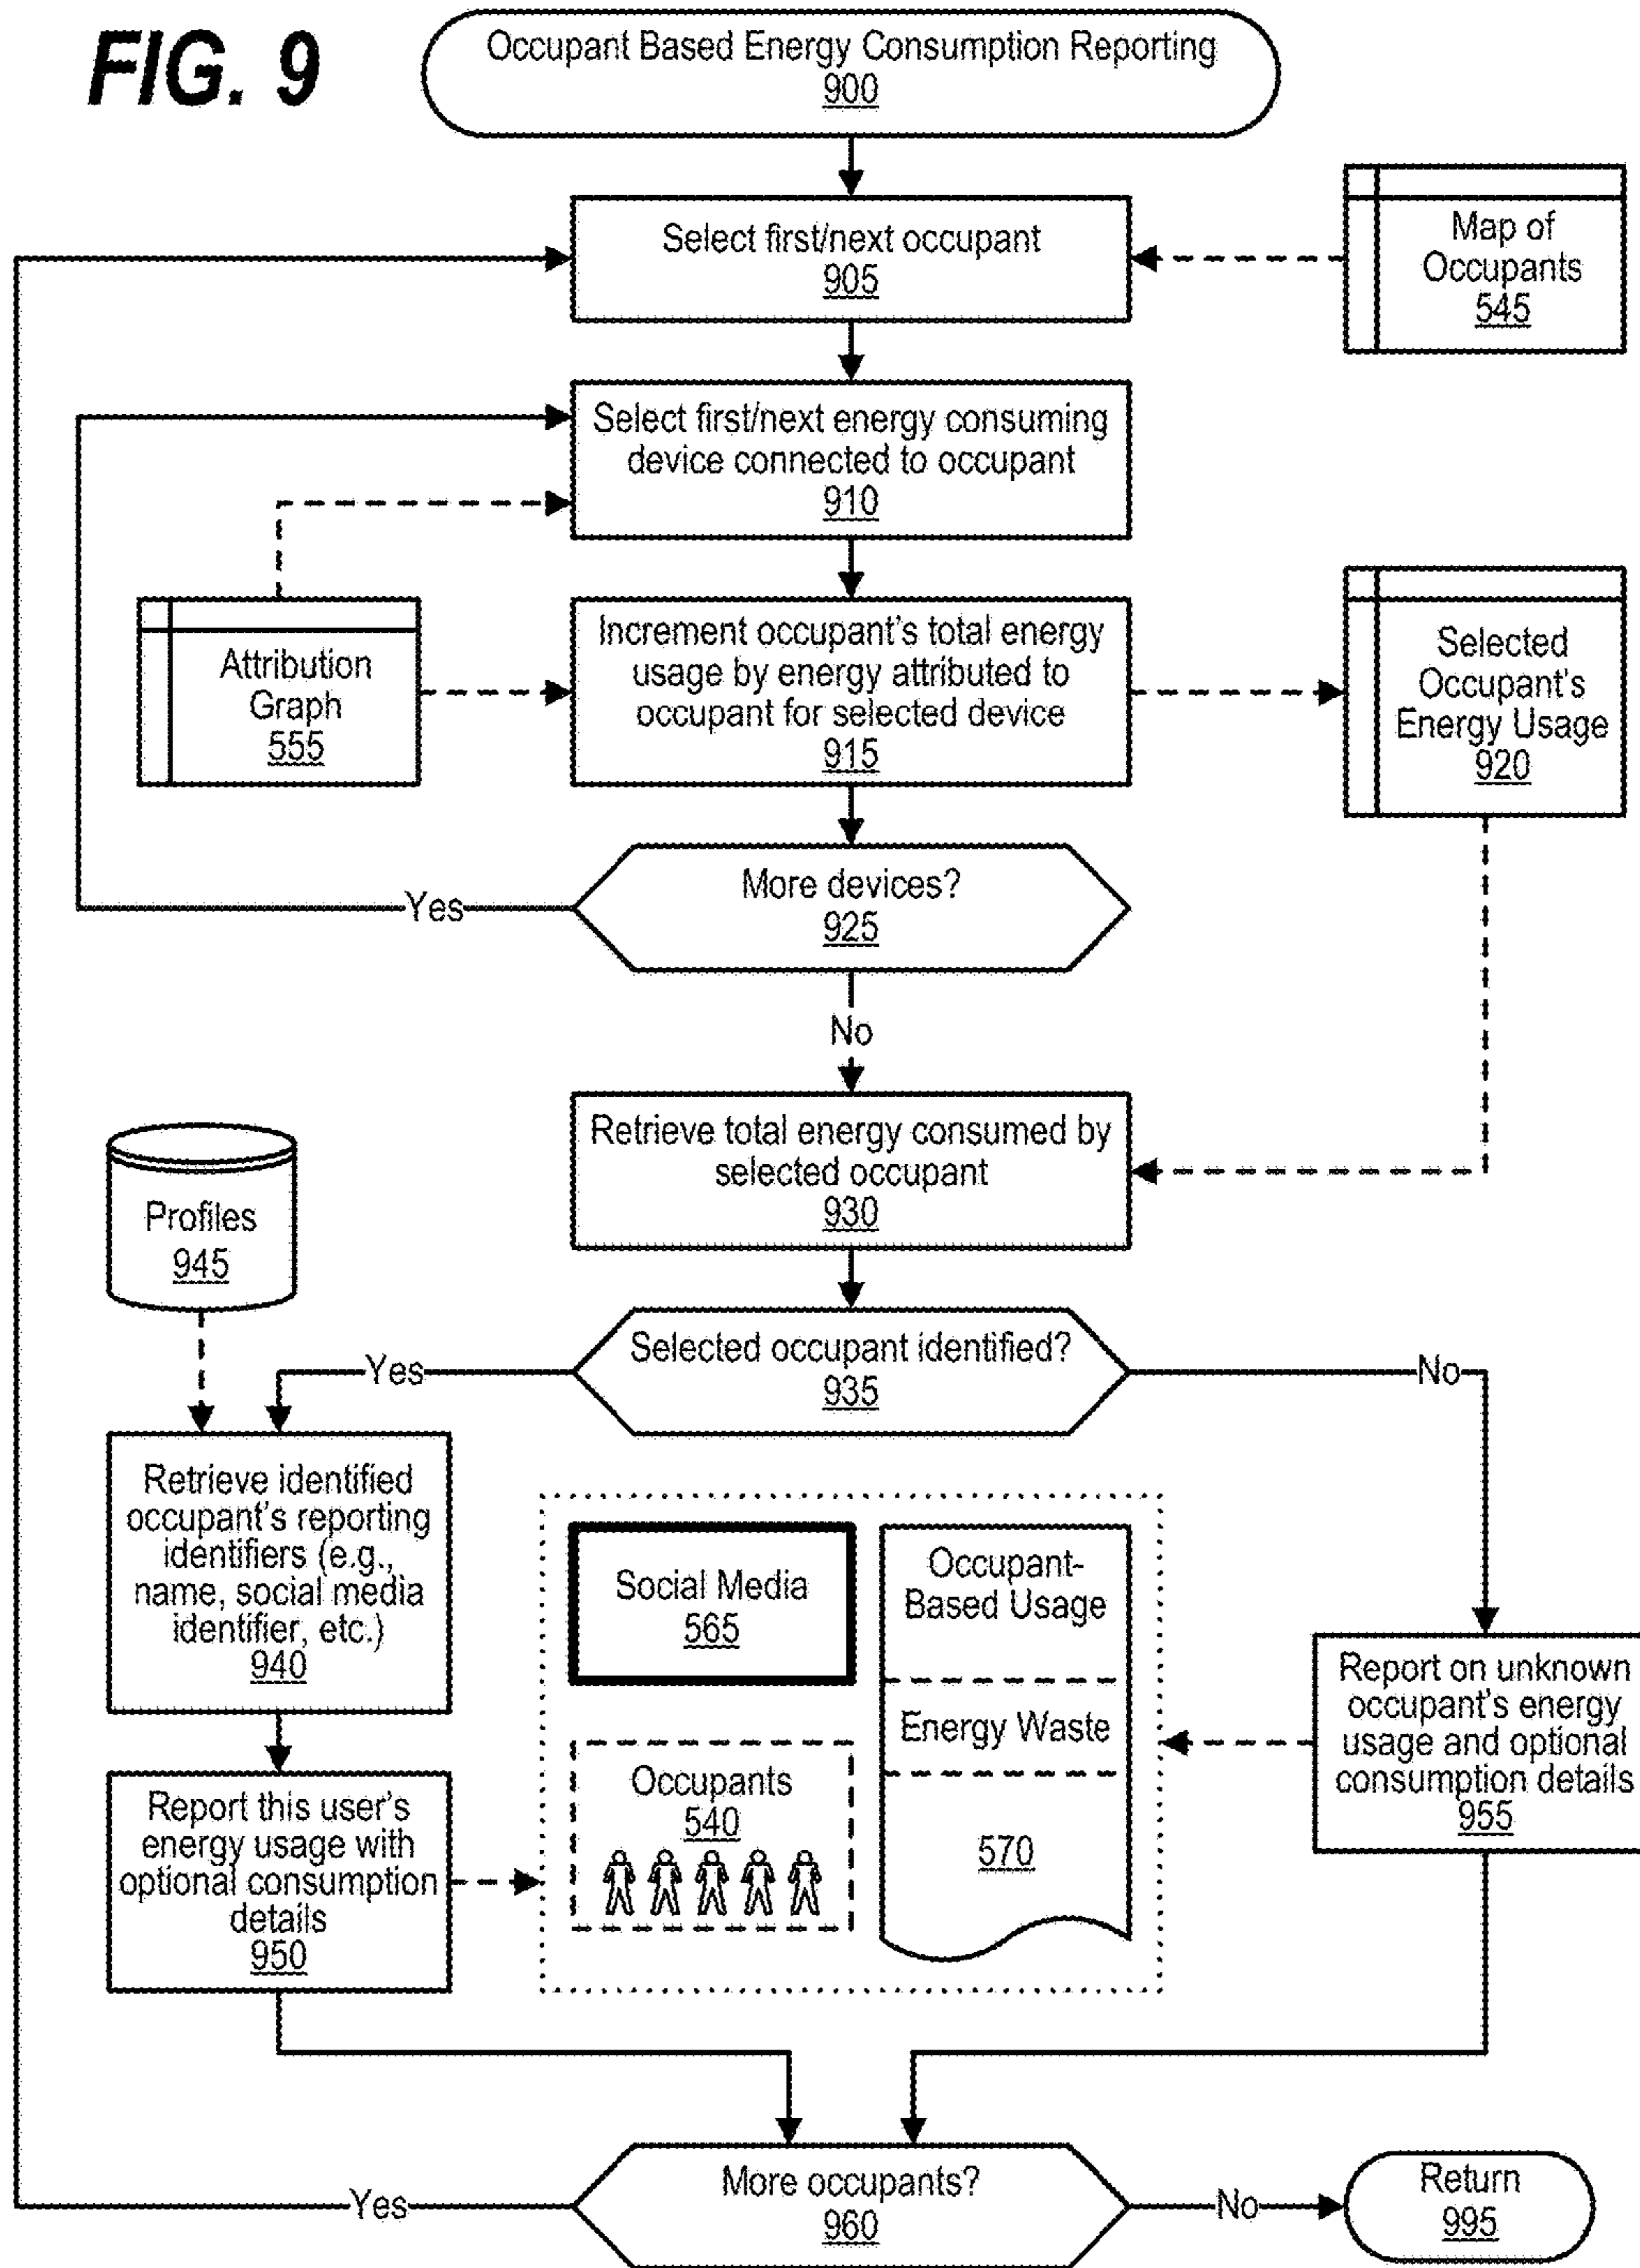 FIG. 9
Occupant Based Energy Consumption Reporting
900
Select first/next occupant
905
Map of
Occupants
545
Select first/next energy consuming
device connected to occupant
910
Attribution
Graph
555
Increment occupant's total energy
usage by energy attributed to
occupant for selected device
915
Selected
Occupant's
Energy Usage
920
More devices?
925
Yes
No
Retrieve total energy consumed by
selected occupant
930
Profiles
945
Selected occupant identified?
935
Yes
No
Retrieve identified
occupant's reporting
identifiers (e.g.,
name, social media
identifier, etc.)
940
Social Media
565
Occupant-
Based Usage
Energy Waste
570
Occupants
540
Report on unknown
occupant's energy
usage and optional
consumption details
955
Report this user's
energy usage with
optional consumption
details
950
More occupants?
960
Yes
No
Return
995